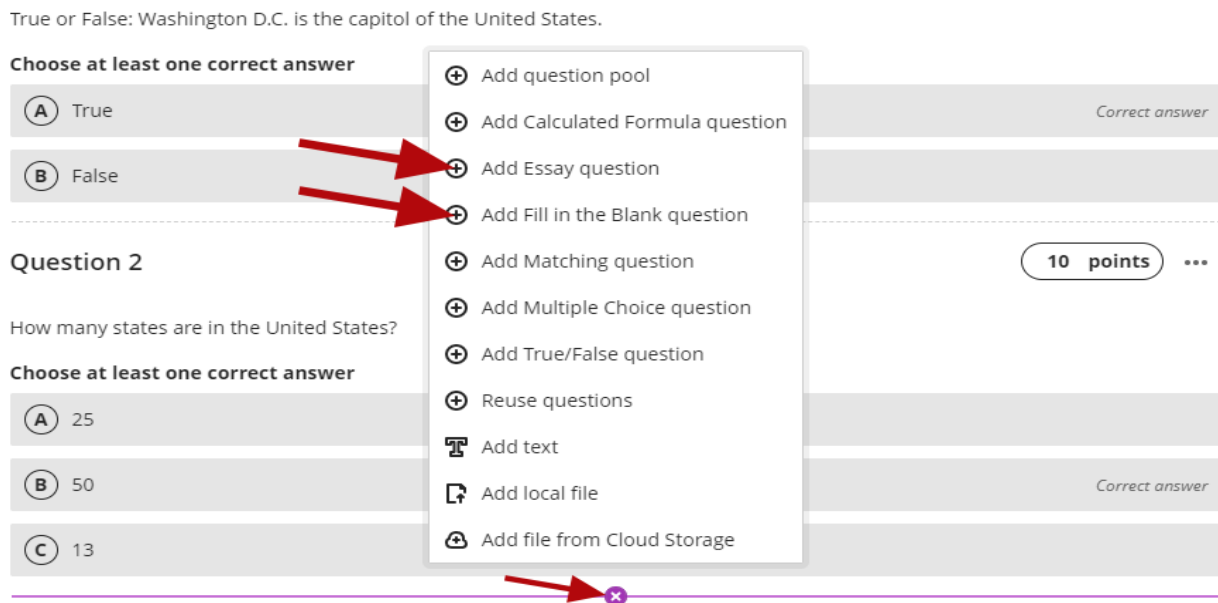 True or False: Washington D.C. is the capitol of the United States.
Choose at least one correct answer
A True
Correct answer
B False
Add question pool
Add Calculated Formula question
Add Essay question
Add Fill in the Blank question
Add Matching question
Add Multiple Choice question
Add True/False question
Reuse questions
Add text
Add local file
Add file from Cloud Storage
Question 2
10 points
How many states are in the United States?
Choose at least one correct answer
A 25
B 50
Correct answer
C 13